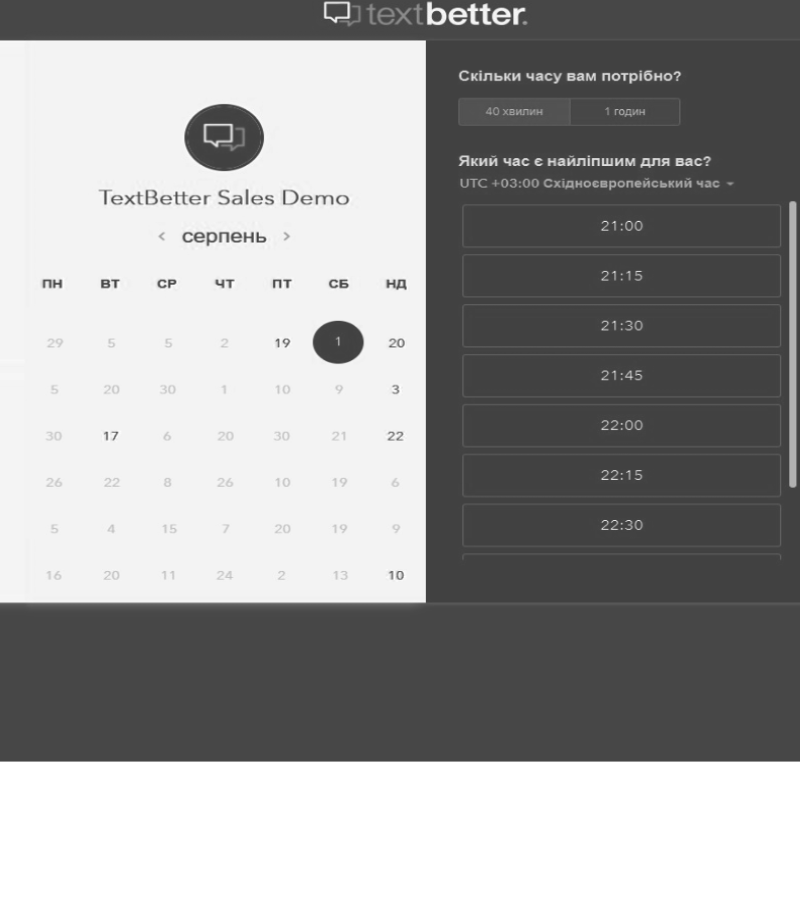 textbetter.
TextBetter Sales Demo
< серпень >
ПН ВТ СР ЧТ ПТ СБ НД
29 5 5 2 19 1 20
5 20 30 1 10 9 3
30 17 6 20 30 21 22
26 22 8 26 10 19 6
5 4 15 7 20 19 9
16 20 11 24 2 13 10
Скільки часу вам потрібно?
40 хвилин 1 годин
Який час є найліпшим для вас?
UTC +03:00 Східноєвропейський час
21:00
21:15
21:30
21:45
22:00
22:15
22:30